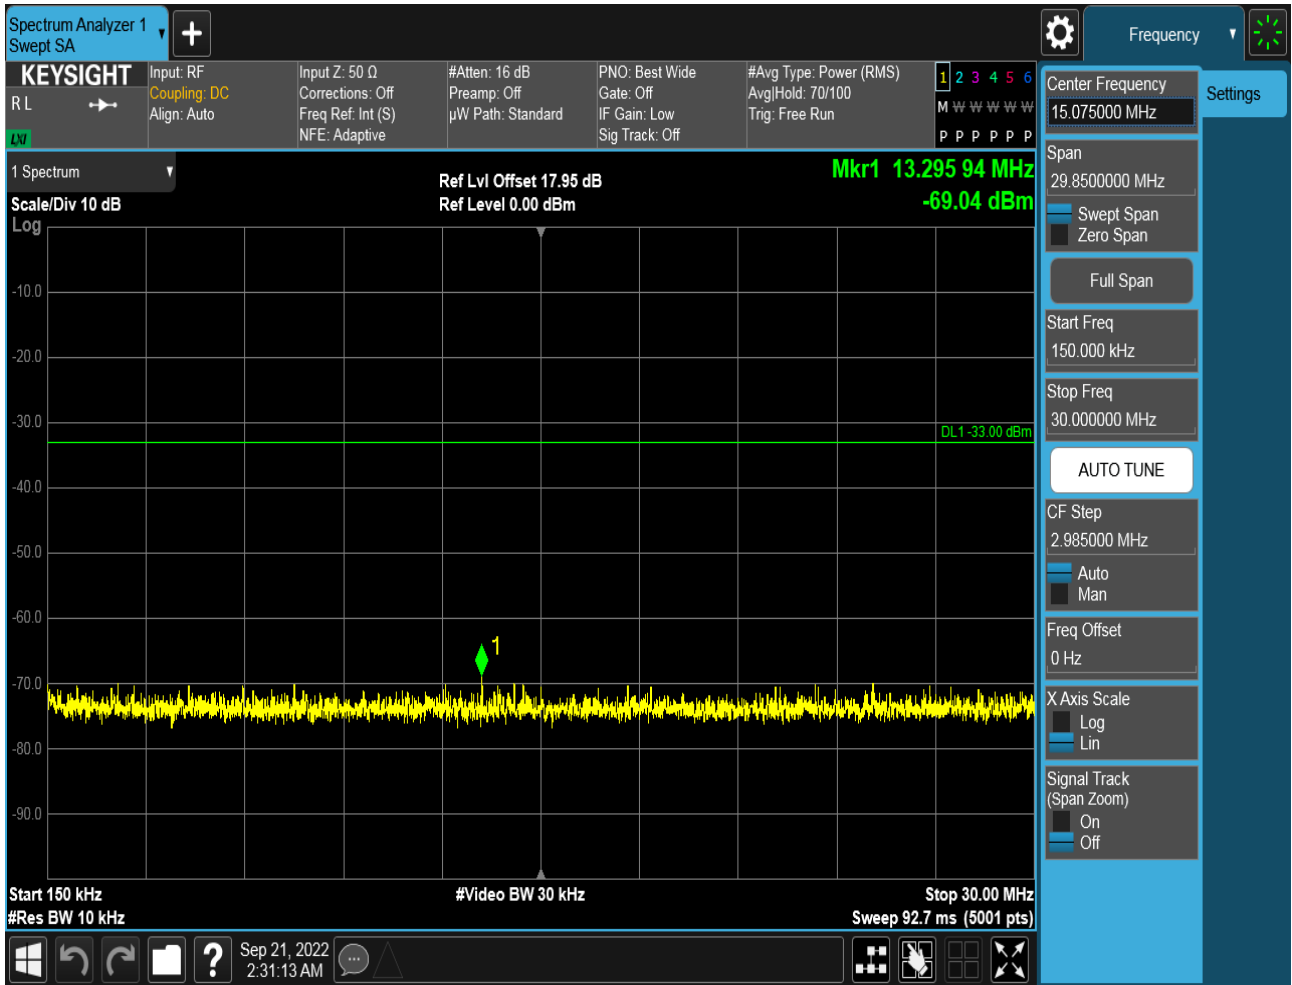 Spectrum Analyzer 1
Swept SA
Frequency
KEYSIGHT
R L
LXI
Input: RF
Coupling: DC
Align: Auto
Input Z: 50 Ω
Corrections: Off
Freq Ref: Int (S)
NFE: Adaptive
#Atten: 16 dB
Preamp: Off
µW Path: Standard
PNO: Best Wide
Gate: Off
IF Gain: Low
Sig Track: Off
#Avg Type: Power (RMS)
Avg|Hold: 70/100
Trig: Free Run
1 2 3 4 5 6
M W W W W W
P P P P P P
1 Spectrum
Scale/Div 10 dB
Log
Ref Lvl Offset 17.95 dB
Ref Level 0.00 dBm
Mkr1 13.295 94 MHz
-69.04 dBm
-10.0
-20.0
-30.0
DL1 -33.00 dBm
-40.0
-50.0
-60.0
1
-70.0
-80.0
-90.0
Start 150 kHz
#Video BW 30 kHz
Stop 30.00 MHz
#Res BW 10 kHz
Sweep 92.7 ms (5001 pts)
Center Frequency
15.075000 MHz
Settings
Span
29.8500000 MHz
Swept Span
Zero Span
Full Span
Start Freq
150.000 kHz
Stop Freq
30.000000 MHz
AUTO TUNE
CF Step
2.985000 MHz
Auto
Man
Freq Offset
0 Hz
X Axis Scale
Log
Lin
Signal Track
(Span Zoom)
On
Off
?
Sep 21, 2022
2:31:13 AM